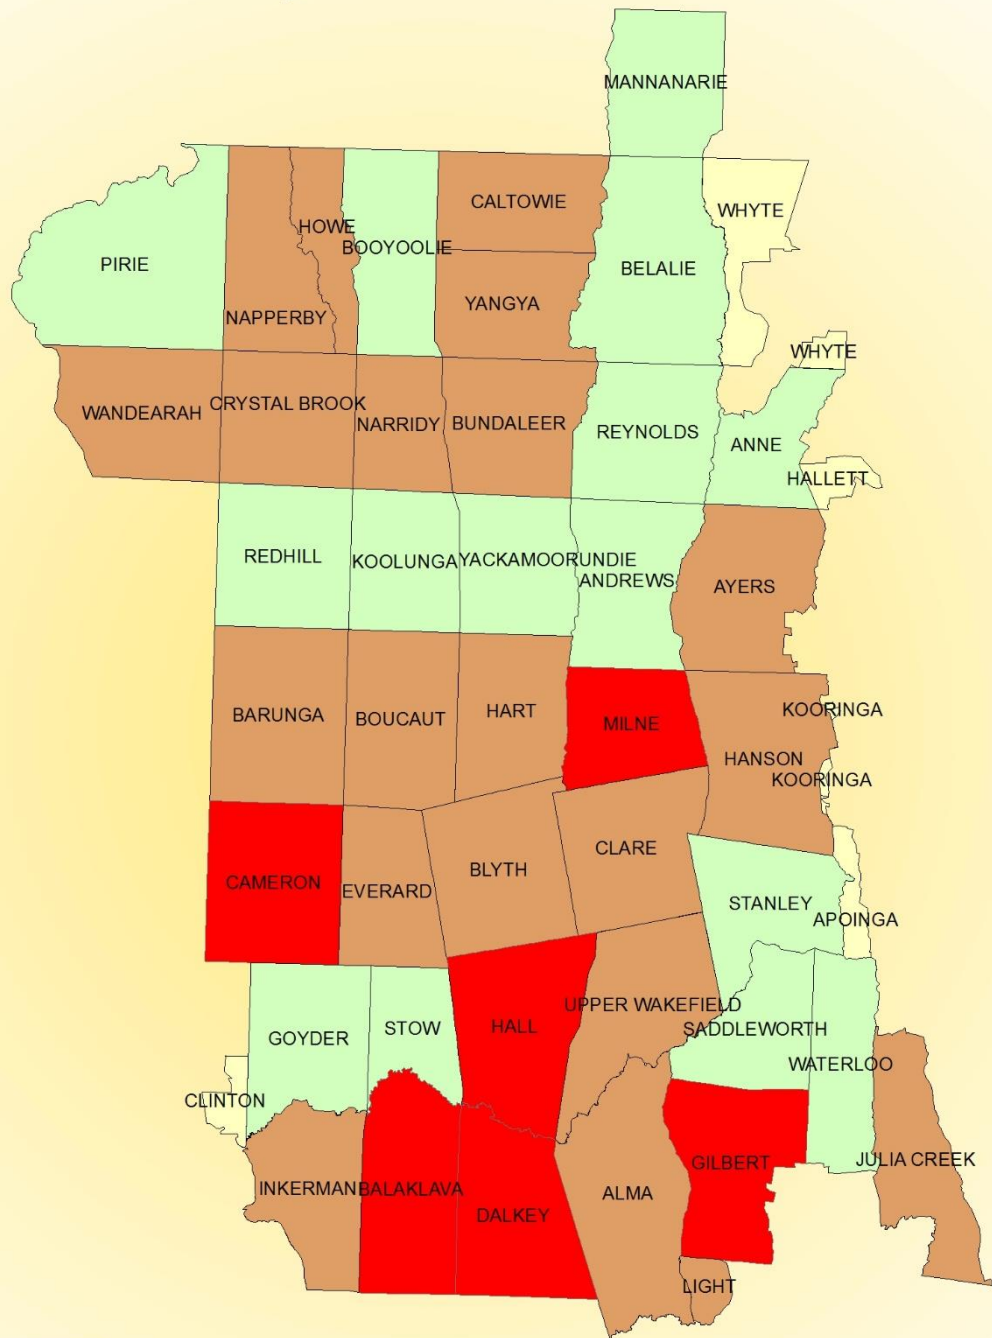 MANNANARIE
CALTOWIE
WHYTE
HOWE
BOOYOOLIE
PIRIE
BELALIE
YANGYA
NAPPERBY
WHYTE
CRYSTAL BROOK
WANDEARAH
NARRIDY
BUNDALEER
REYNOLDS
ANNE
HALLETT
REDHILL
KOOLUNGA
YACKAMOORUNDIE
ANDREWS
AYERS
BARUNGA
BOUCAUT
HART
MILNE
KOORINGA
HANSON
KOORINGA
CAMERON
EVERARD
BLYTH
CLARE
STANLEY
APOINGA
GOYDER
STOW
HALL
UPPER WAKEFIELD
SADDLEWORTH
WATERLOO
CLINTON
INKERMAN
BALAKLAVA
DALKEY
ALMA
GILBERT
JULIA CREEK
LIGHT